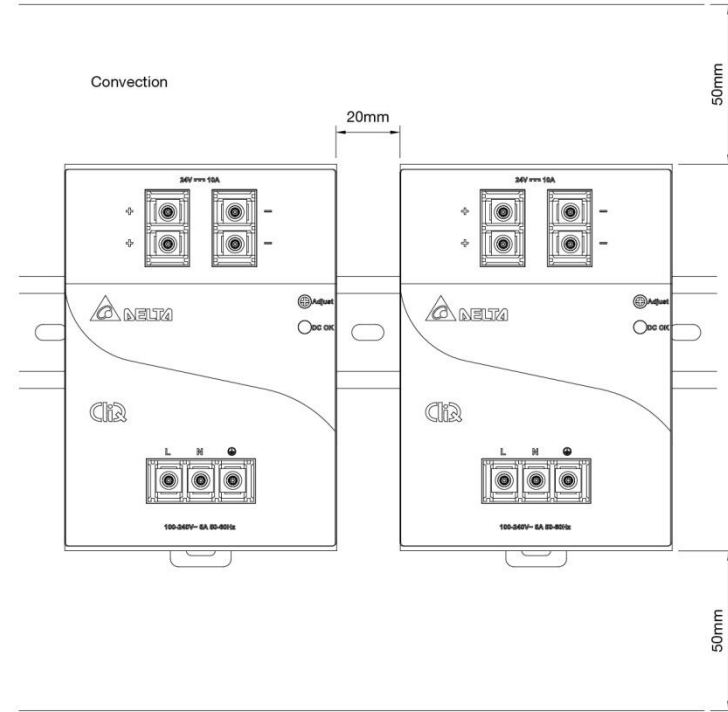 50mm
Convection
20mm
24V ⎓ 10A
24V ⎓ 10A
+ −
+ −
+ −
+ −
DELTA
Adjust
DELTA
Adjust
DC OK
DC OK
CliQ
CliQ
L N ⏚
L N ⏚
100-240V~ 5A 50-60Hz
100-240V~ 5A 50-60Hz
50mm